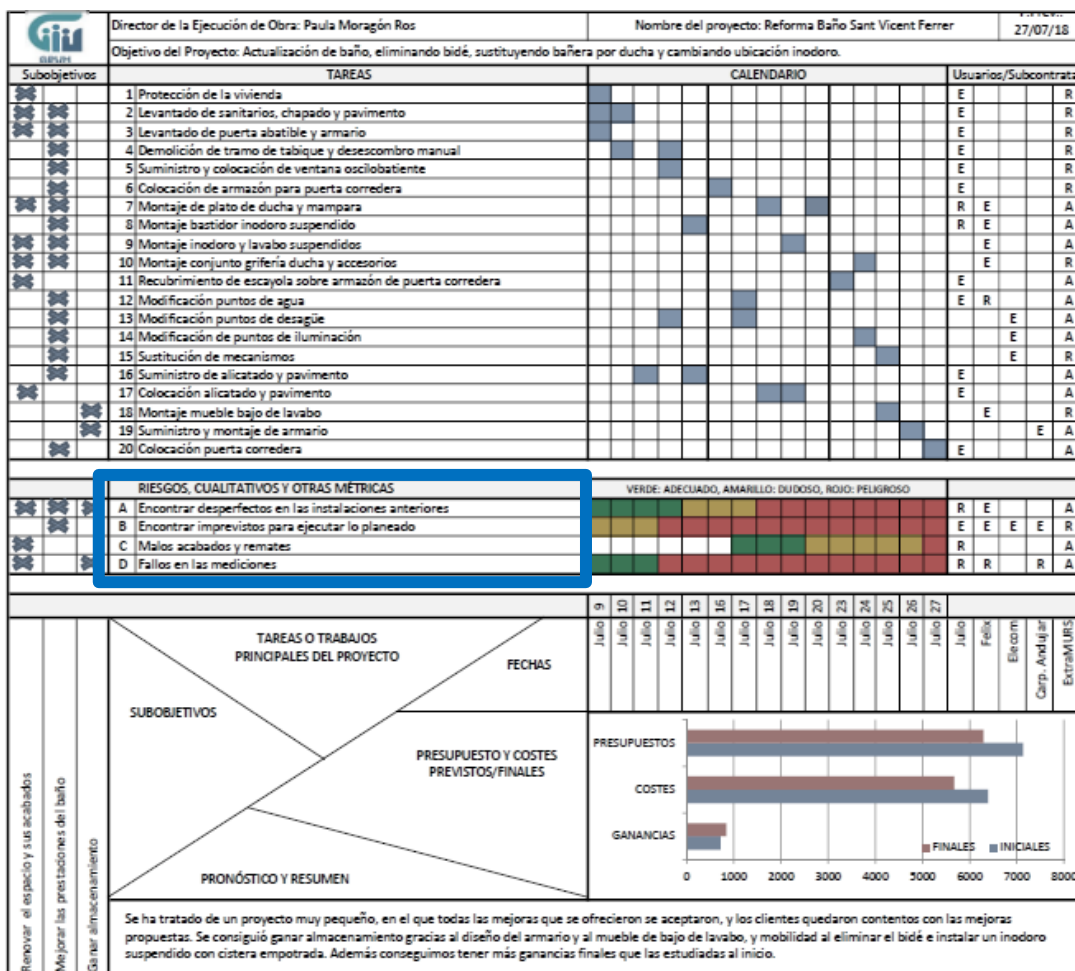 giu
GRUM
Director de la Ejecución de Obra: Paula Moragón Ros
Nombre del proyecto: Reforma Baño Sant Vicent Ferrer
27/07/18
Objetivo del Proyecto: Actualización de baño, eliminando bidé, sustituyendo bañera por ducha y cambiando ubicación inodoro.
Subobjetivos TAREAS CALENDARIO Usuarios/Subcontrata
1 Protección de la vivienda E R
2 Levantado de sanitarios, chapado y pavimento E R
3 Levantado de puerta abatible y armario E R
4 Demolición de tramo de tabique y desescombro manual E R
5 Suministro y colocación de ventana oscilobatiente E R
6 Colocación de armazón para puerta corredera E R
7 Montaje de plato de ducha y mampara R E A
8 Montaje bastidor inodoro suspendido R E A
9 Montaje inodoro y lavabo suspendidos E A
10 Montaje conjunto grifería ducha y accesorios E R
11 Recubrimiento de escayola sobre armazón de puerta corredera E A
12 Modificación puntos de agua E R A
13 Modificación puntos de desagüe E A
14 Modificación de puntos de iluminación E A
15 Sustitución de mecanismos E R
16 Suministro de alicatado y pavimento E A
17 Colocación alicatado y pavimento E A
18 Montaje mueble bajo de lavabo E R
19 Suministro y montaje de armario E A
20 Colocación puerta corredera E A
RIESGOS, CUALITATIVOS Y OTRAS MÉTRICAS VERDE: ADECUADO, AMARILLO: DUDOSO, ROJO: PELIGROSO
A Encontrar desperfectos en las instalaciones anteriores R E A
B Encontrar imprevistos para ejecutar lo planeado E E E E R
C Malos acabados y remates R A
D Fallos en las mediciones R R R A
9 10 11 12 13 16 17 18 19 20 23 24 25 26 27
Julio Julio Julio Julio Julio Julio Julio Julio Julio Julio Julio Julio Julio Julio Julio
Julio
Felix
Elecom
Carp. Andujar
ExtraMURS
TAREAS O TRABAJOS
PRINCIPALES DEL PROYECTO
FECHAS
SUBOBJETIVOS
PRESUPUESTO Y COSTES
PREVISTOS/FINALES
PRONÓSTICO Y RESUMEN
Renovar el espacio y sus acabados
Mejorar las prestaciones del baño
Ganar almacenamiento
PRESUPUESTOS
COSTES
GANANCIAS
FINALES INICIALES
0 1000 2000 3000 4000 5000 6000 7000 8000
Se ha tratado de un proyecto muy pequeño, en el que todas las mejoras que se ofrecieron se aceptaron, y los clientes quedaron contentos con las mejoras
propuestas. Se consiguió ganar almacenamiento gracias al diseño del armario y al mueble de bajo de lavabo, y mobilidad al eliminar el bidé e instalar un inodoro
suspendido con cisterna empotrada. Además conseguimos tener más ganancias finales que las estudiadas al inicio.